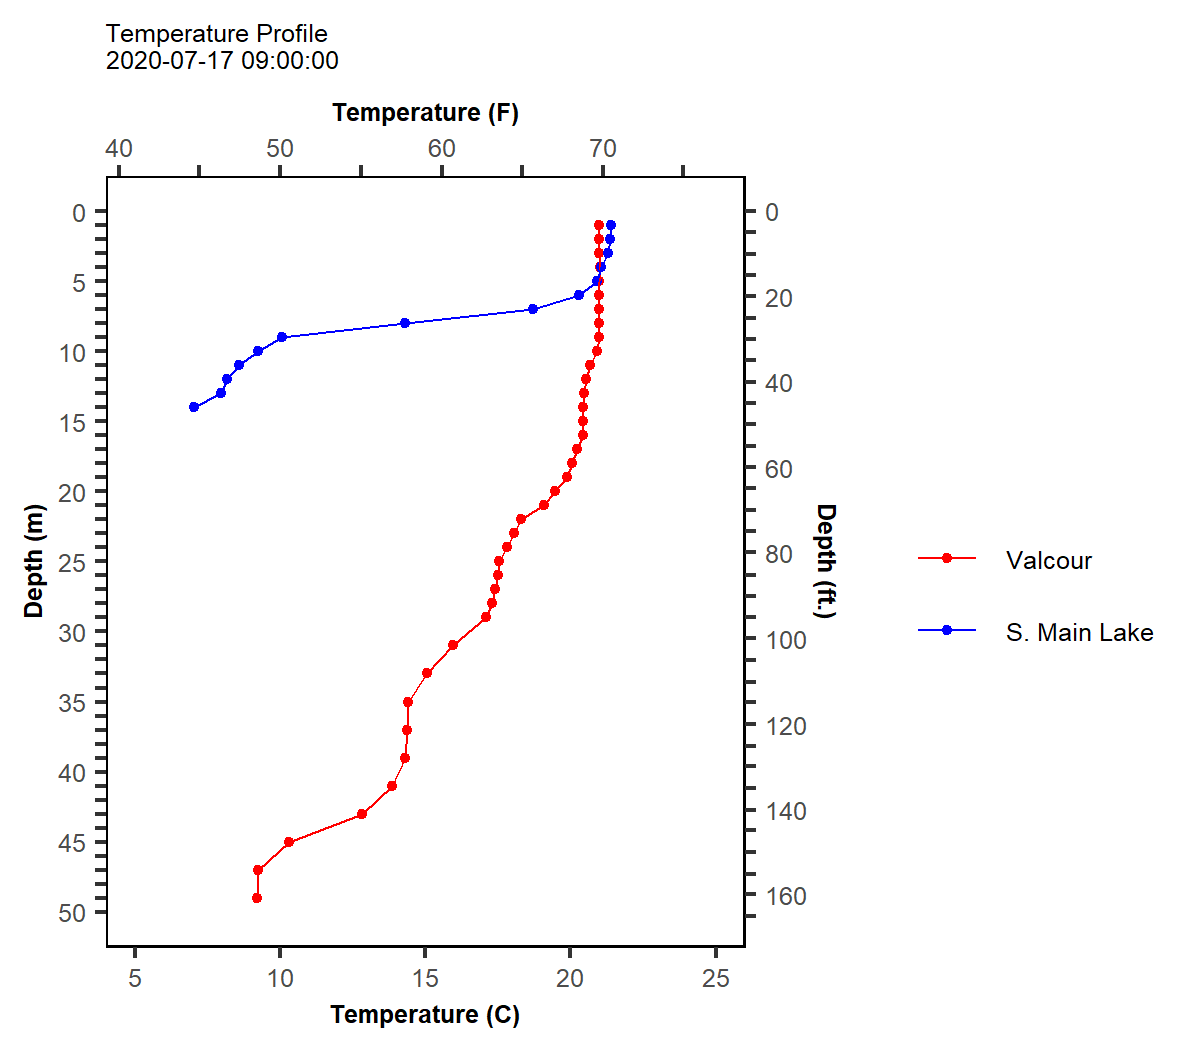 Temperature Profile
2020-07-17 09:00:00
Temperature (F)
40 50 60 70
0 0
5
20
10
40
15
60
20
Depth (m) Depth (ft.)
25 80
Valcour
30 100
S. Main Lake
35
120
40
140
45
160
50
5 10 15 20 25
Temperature (C)